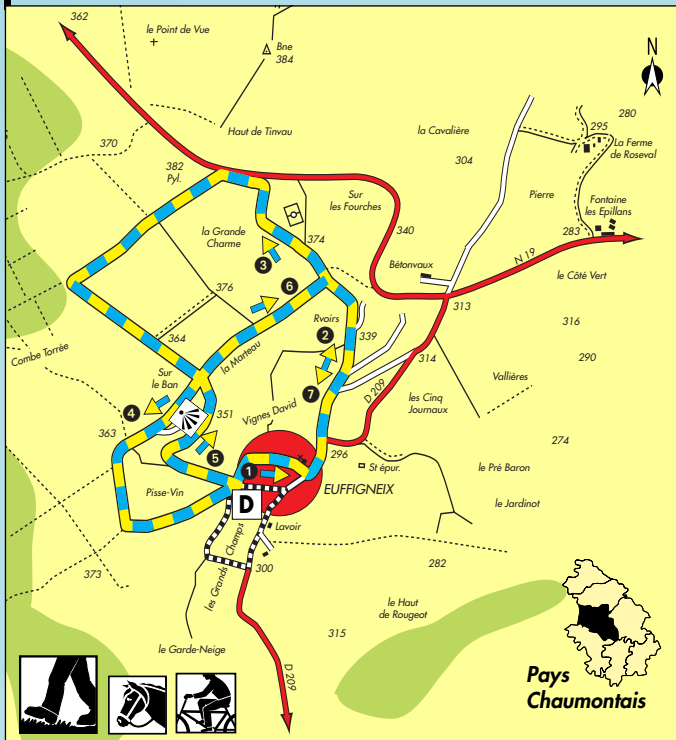 362
le Point de Vue
Bne
384
N
Haut de Tinvau
la Cavalière
280
295
La Ferme
de Roseval
370
304
382
Pyl.
Sur
les Fourches
Pierre
Fontaine
les Epillans
la Grande
Charme
340
283
374
3
Bétonvaux
N 19
le Côté Vert
376
6
313
Rvoirs
339
316
2
364
la Marteau
314
290
Combe Torrée
Sur
le Ban
7
D 209
Vallières
4
351
les Cinq
Journaux
363
Vignes David
5
296
274
1
St épur.
le Pré Baron
Pisse-Vin
EUFFIGNEIX
D
le Jardinot
Lavoir
les Grands Champs
373
300
282
le Haut
de Rougeot
315
le Garde-Neige
D 209
Pays
Chaumontais